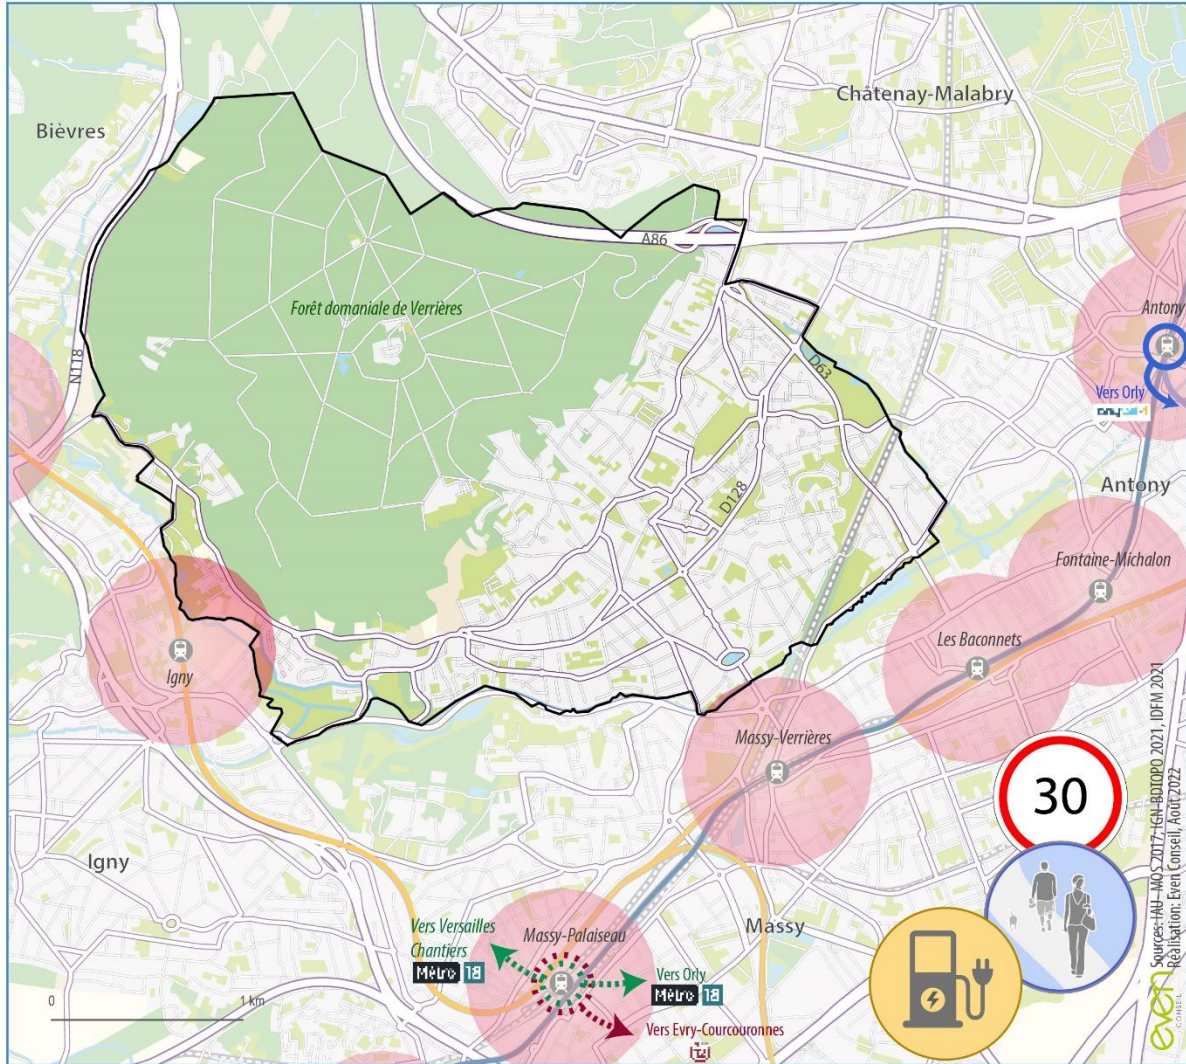 Châtenay-Malabry
Bièvres
A86
Forêt domaniale de Verrières
Antony
N118
D63
Vers Orly
Antony
D128
Fontaine-Michalon
Les Baconnets
Igny
Massy-Verrières
30
Igny
Massy
Vers Versailles
Chantiers
Métro 18
Massy-Palaiseau
Vers Orly
Métro 18
Vers Evry-Courcouronnes
0 1 km
Sources: IAU - MOS 2017, IGN-BDTOPO 2021, IDFM 2021
Réalisation: Even Conseil, Août 2022
even
CONSEIL